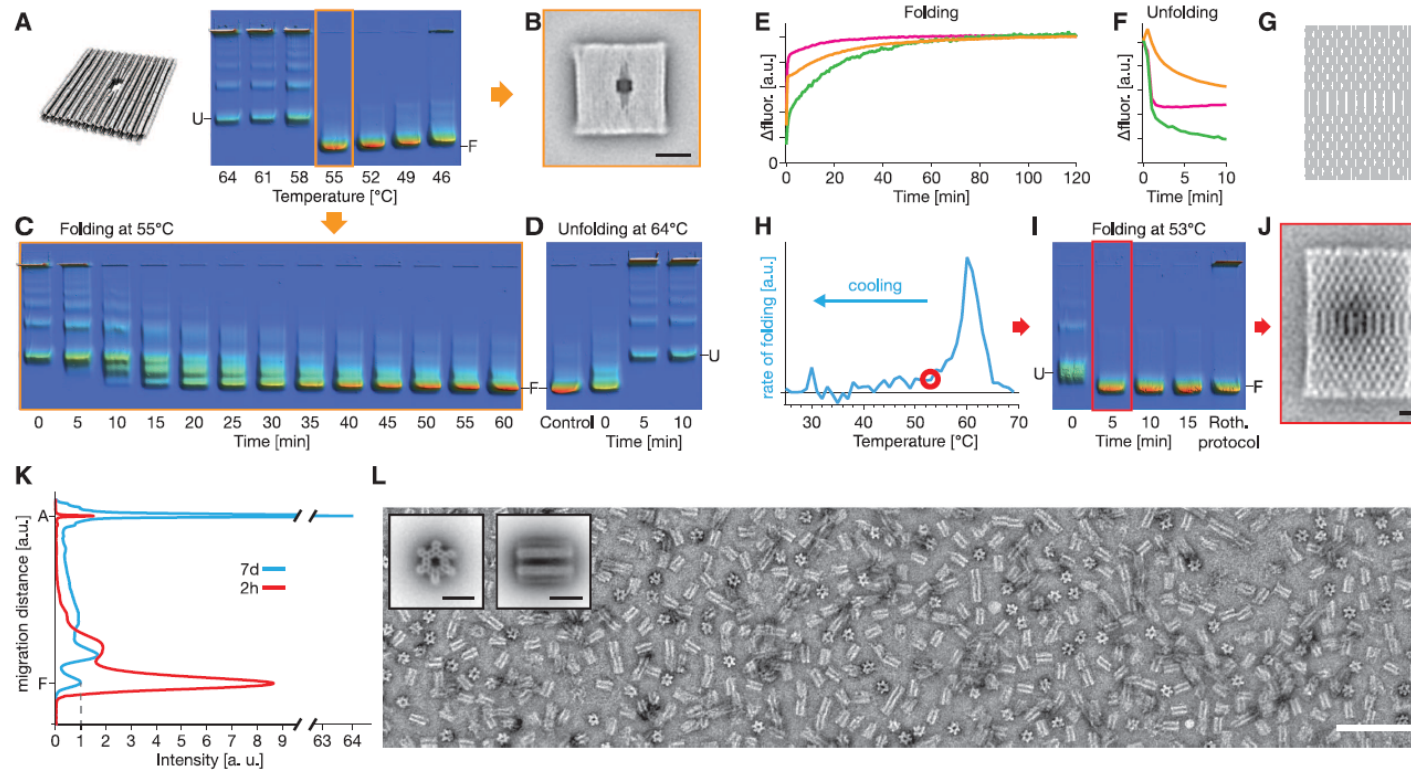 A
U
F
64 61 58 55 52 49 46
Temperature [°C]
B
E
Folding
Δfluor. [a.u.]
0
0 20 40 60 80 100 120
Time [min]
F
Unfolding
Δfluor. [a.u.]
0 5 10
Time [min]
G
C
Folding at 55°C
0 5 10 15 20 25 30 35 40 45 50 55 60
Time [min]
F
D
Unfolding at 64°C
U
Control 0 5 10
Time [min]
H
rate of folding [a.u.]
cooling
30 40 50 60 70
Temperature [°C]
I
Folding at 53°C
U
F
0 5 10 15 Roth.
Time [min] protocol
J
K
migration distance [a.u.]
A
7d
2h
F
0 1 2 3 4 5 6 7 8 9 63 64
Intensity [a. u.]
L